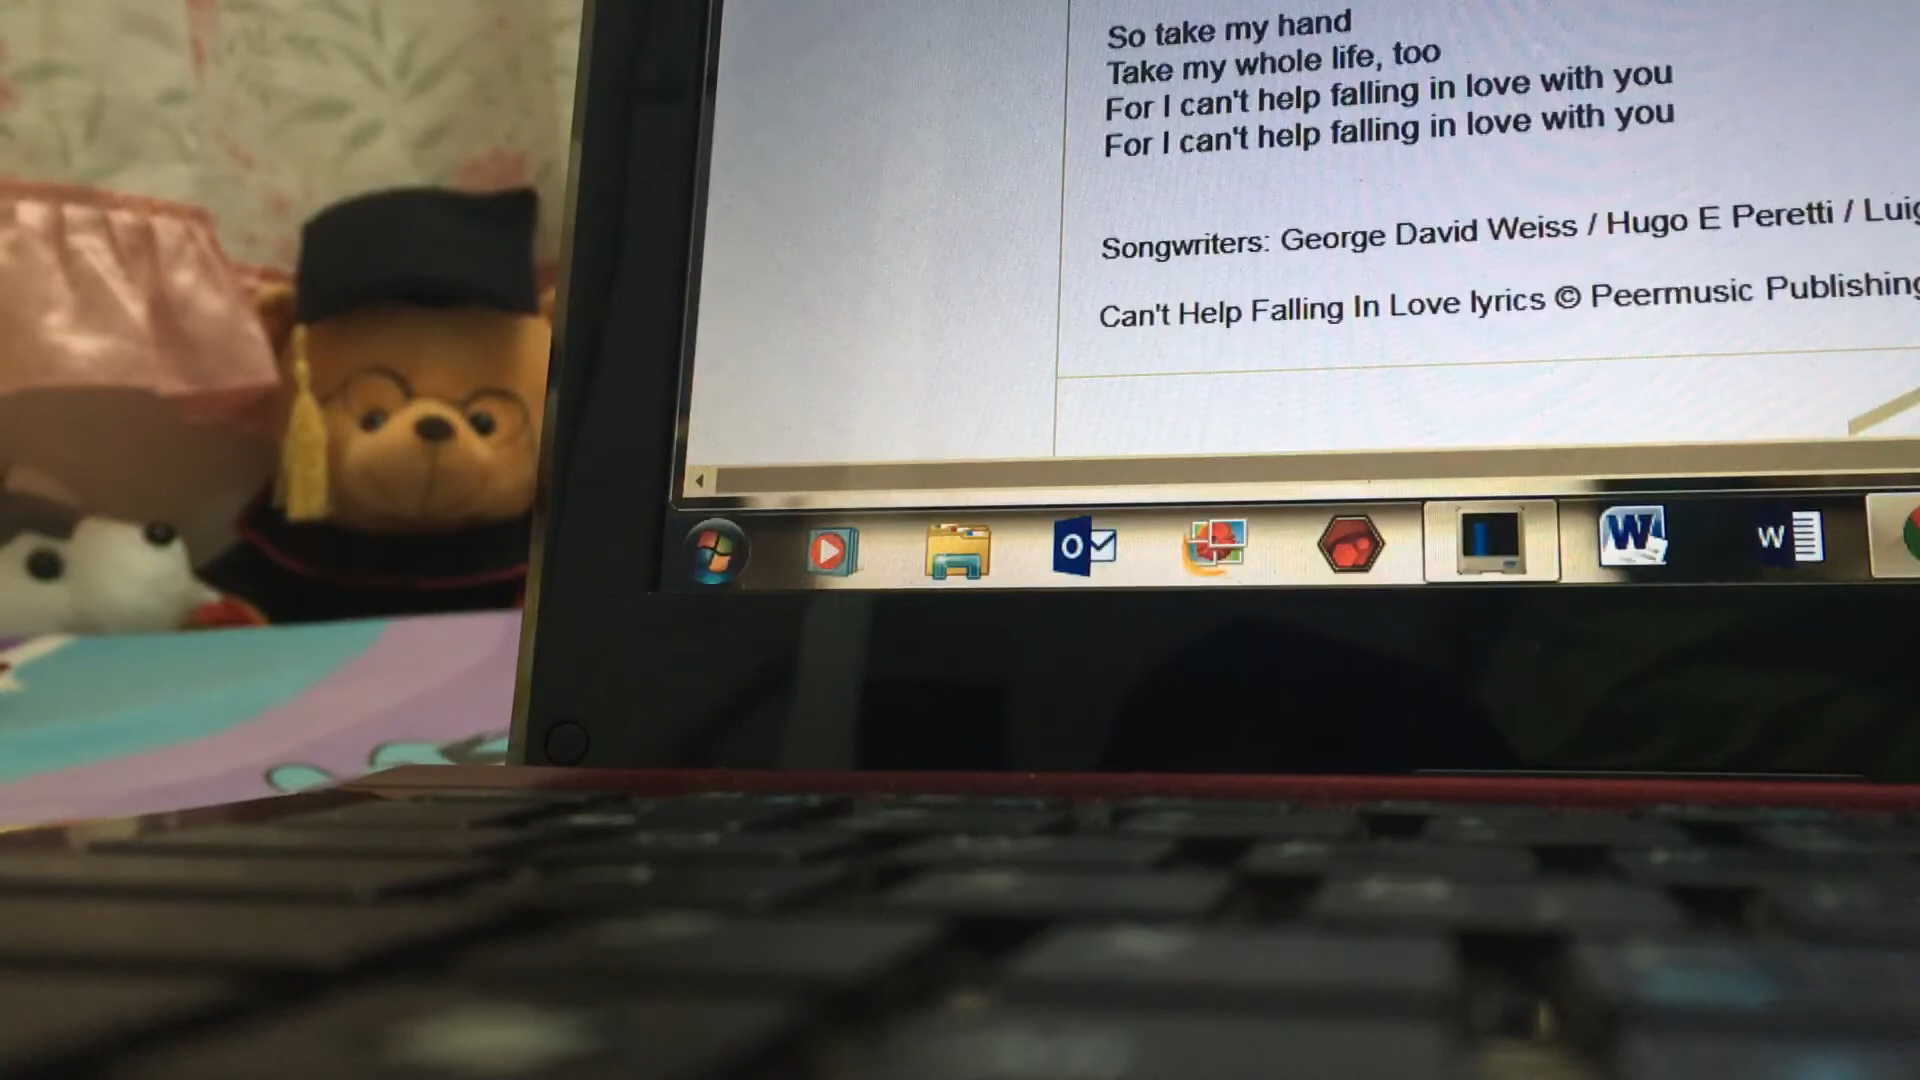 So take my hand
Take my whole life, too
For I can't help falling in love with you
For I can't help falling in love with you
Songwriters: George David Weiss / Hugo E Peretti / Luig
Can't Help Falling In Love lyrics © Peermusic Publishing
O
W
W